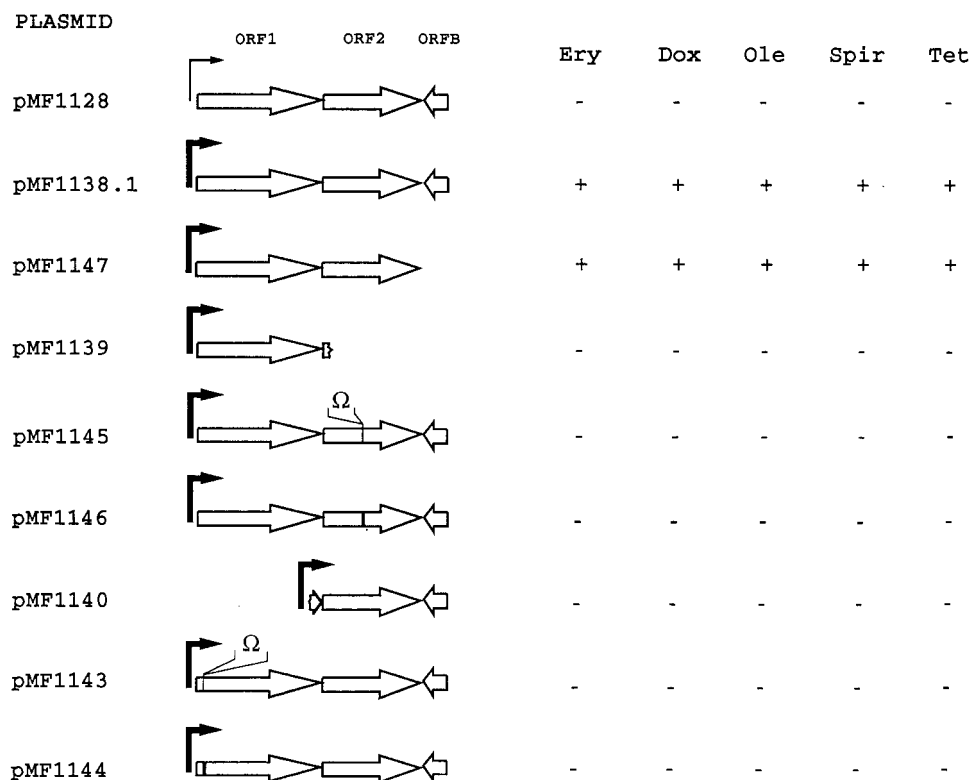 PLASMID
ORF1 ORF2 ORFB
Ery Dox Ole Spir Tet
pMF1128 - - - - -
pMF1138.1 + + + + +
pMF1147 + + + + +
pMF1139 - - - - -
Ω
pMF1145 - - - - -
pMF1146 - - - - -
pMF1140 - - - - -
Ω
pMF1143 - - - - -
pMF1144 - - - - -